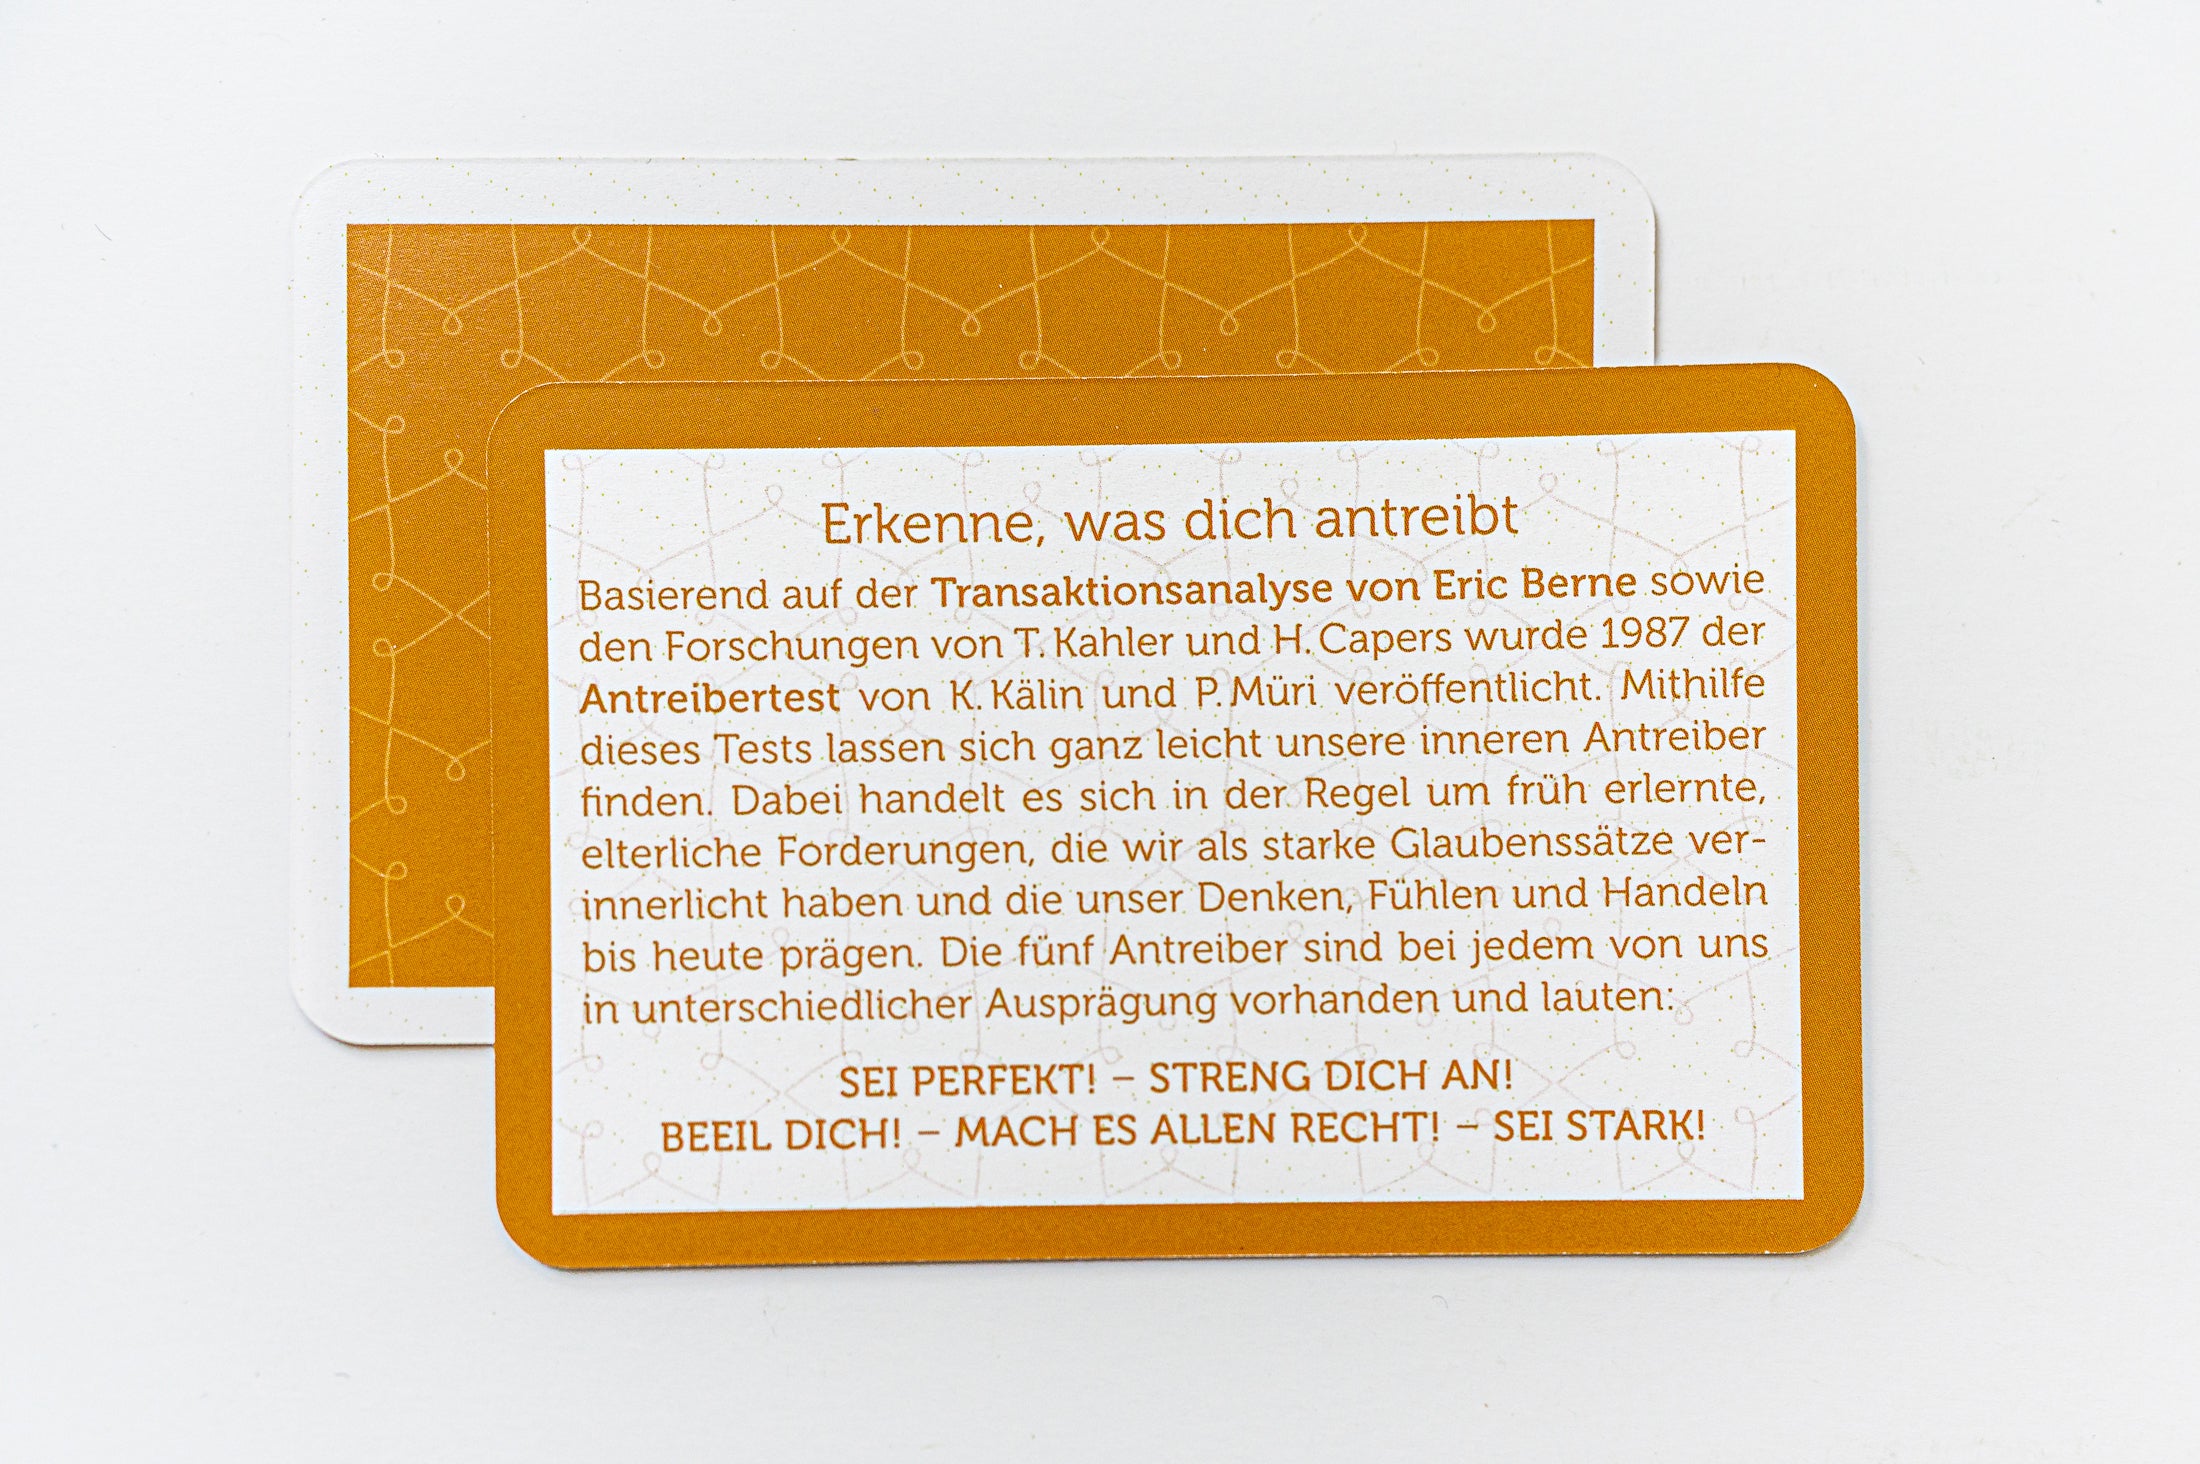 Erkenne, was dich antreibt
Basierend auf der Transaktionsanalyse von Eric Berne sowie
den Forschungen von T. Kahler und H. Capers wurde 1987 der
Antreibertest von K. Kälin und P. Müri veröffentlicht. Mithilfe
dieses Tests lassen sich ganz leicht unsere inneren Antreiber
finden. Dabei handelt es sich in der Regel um früh erlernte,
elterliche Forderungen, die wir als starke Glaubenssätze ver-
innerlicht haben und die unser Denken, Fühlen und Handeln
bis heute prägen. Die fünf Antreiber sind bei jedem von uns
in unterschiedlicher Ausprägung vorhanden und lauten:
SEI PERFEKT! – STRENG DICH AN!
BEEIL DICH! – MACH ES ALLEN RECHT! – SEI STARK!